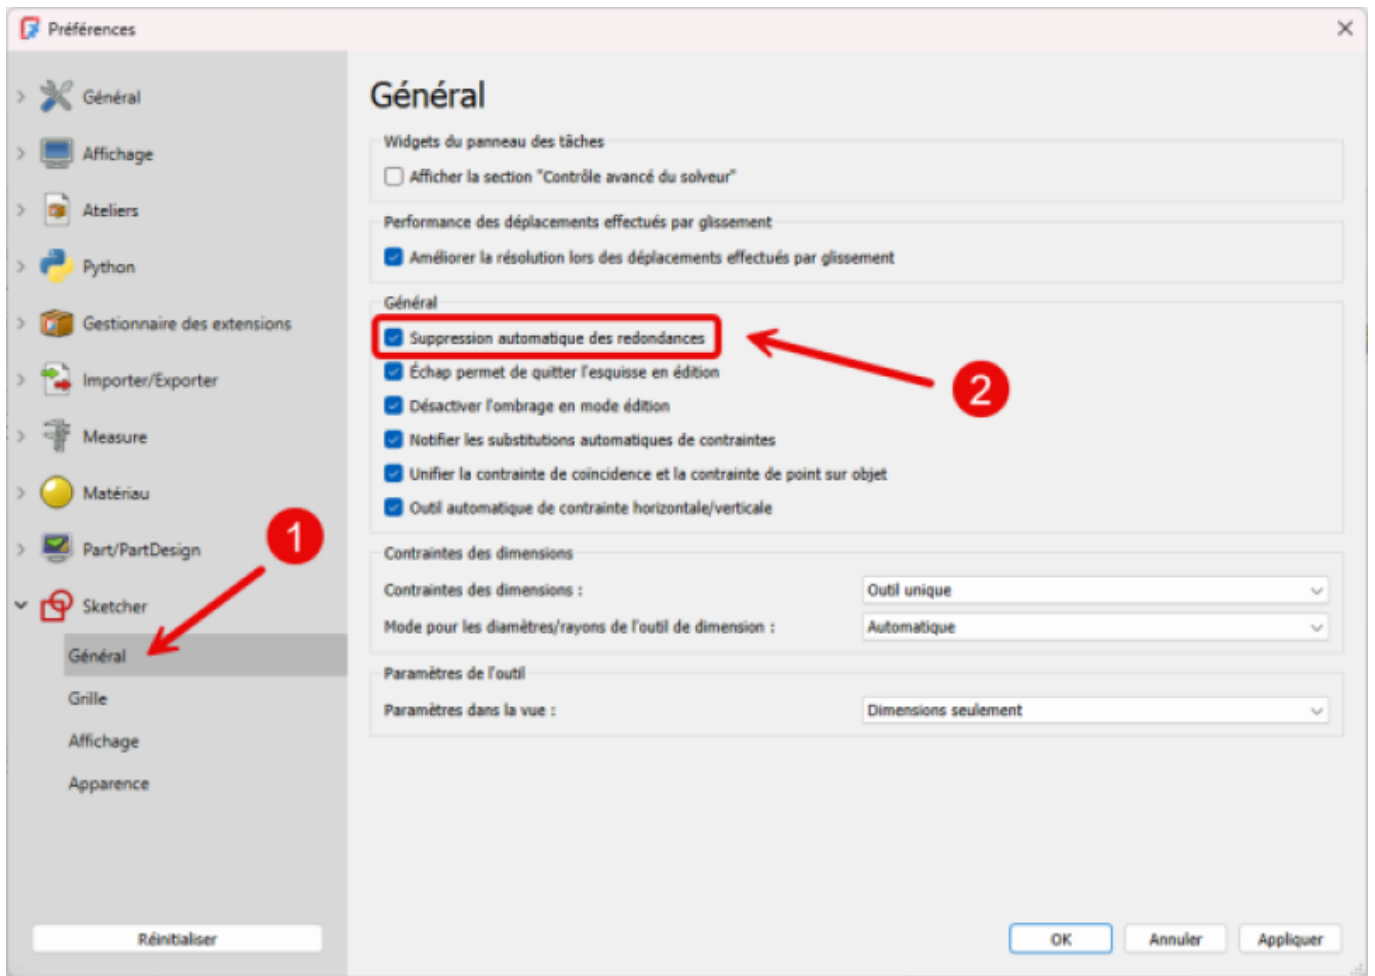 Préférences
Général
Affichage
Ateliers
Python
Gestionnaire des extensions
Importer/Exporter
Measure
Matériau
Part/PartDesign
1
Sketcher
Général
Grille
Affichage
Apparence
Réinitialiser
Général
Widgets du panneau des tâches
Afficher la section "Contrôle avancé du solveur"
Performance des déplacements effectués par glissement
Améliorer la résolution lors des déplacements effectués par glissement
Général
Suppression automatique des redondances
2
Échap permet de quitter l'esquisse en édition
Désactiver l'ombrage en mode édition
Notifier les substitutions automatiques de contraintes
Unifier la contrainte de coïncidence et la contrainte de point sur objet
Outil automatique de contrainte horizontale/verticale
Contraintes des dimensions
Contraintes des dimensions : Outil unique
Mode pour les diamètres/rayons de l'outil de dimension : Automatique
Paramètres de l'outil
Paramètres dans la vue : Dimensions seulement
OK Annuler Appliquer